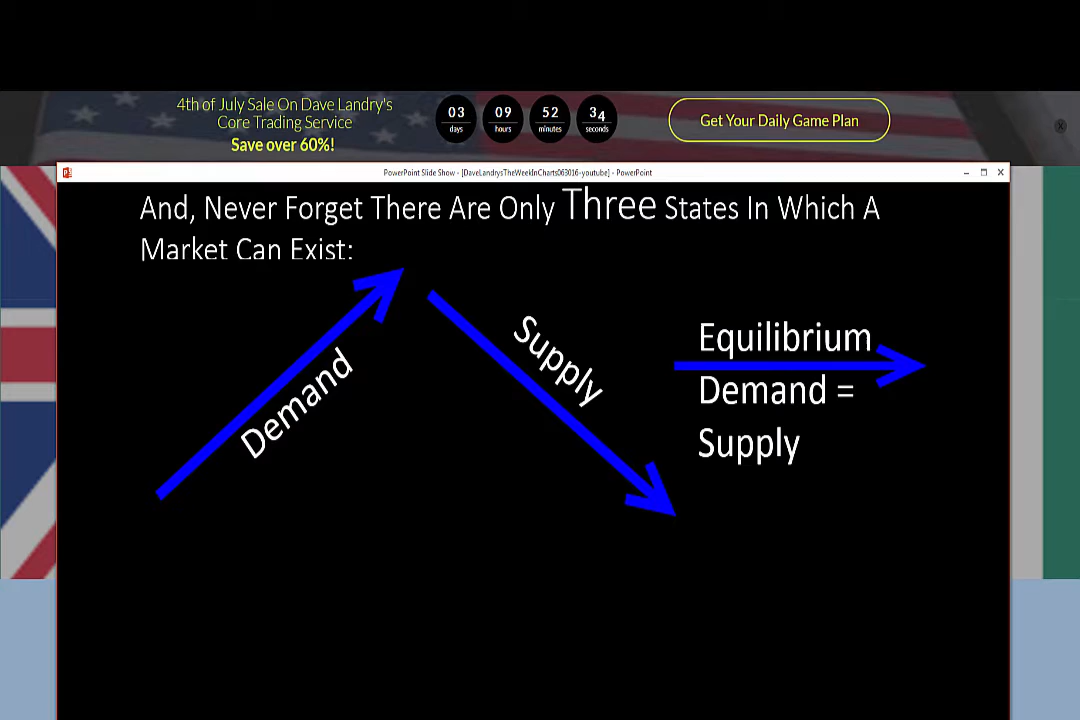 4th of July Sale On Dave Landry's
Core Trading Service
Save over 60%!
03
days
09
hours
52
minutes
34
seconds
Get Your Daily Game Plan
PowerPoint Slide Show - [DaveLandrysTheWeekInCharts063016-youtube] - PowerPoint
And, Never Forget There Are Only Three States In Which A
Market Can Exist:
Demand
Supply
Equilibrium
Demand =
Supply